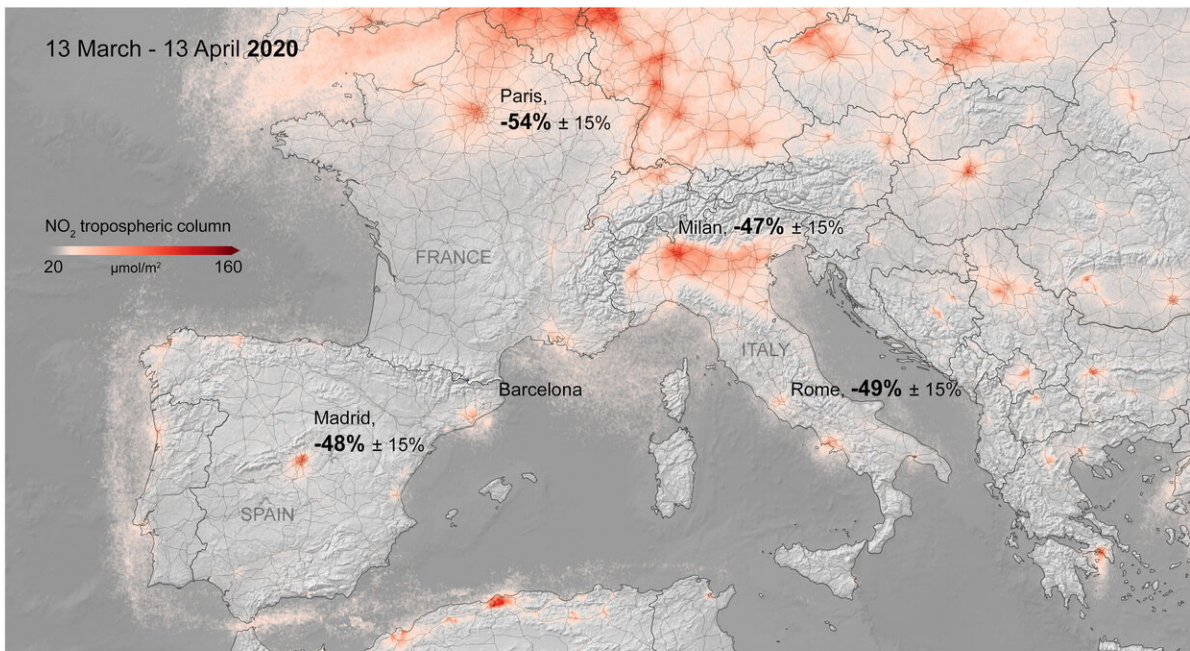 13 March - 13 April 2020
Paris,
-54% ± 15%
NO₂ tropospheric column
20 µmol/m² 160
Milan, -47% ± 15%
FRANCE
ITALY
Barcelona
Rome, -49% ± 15%
Madrid,
-48% ± 15%
SPAIN